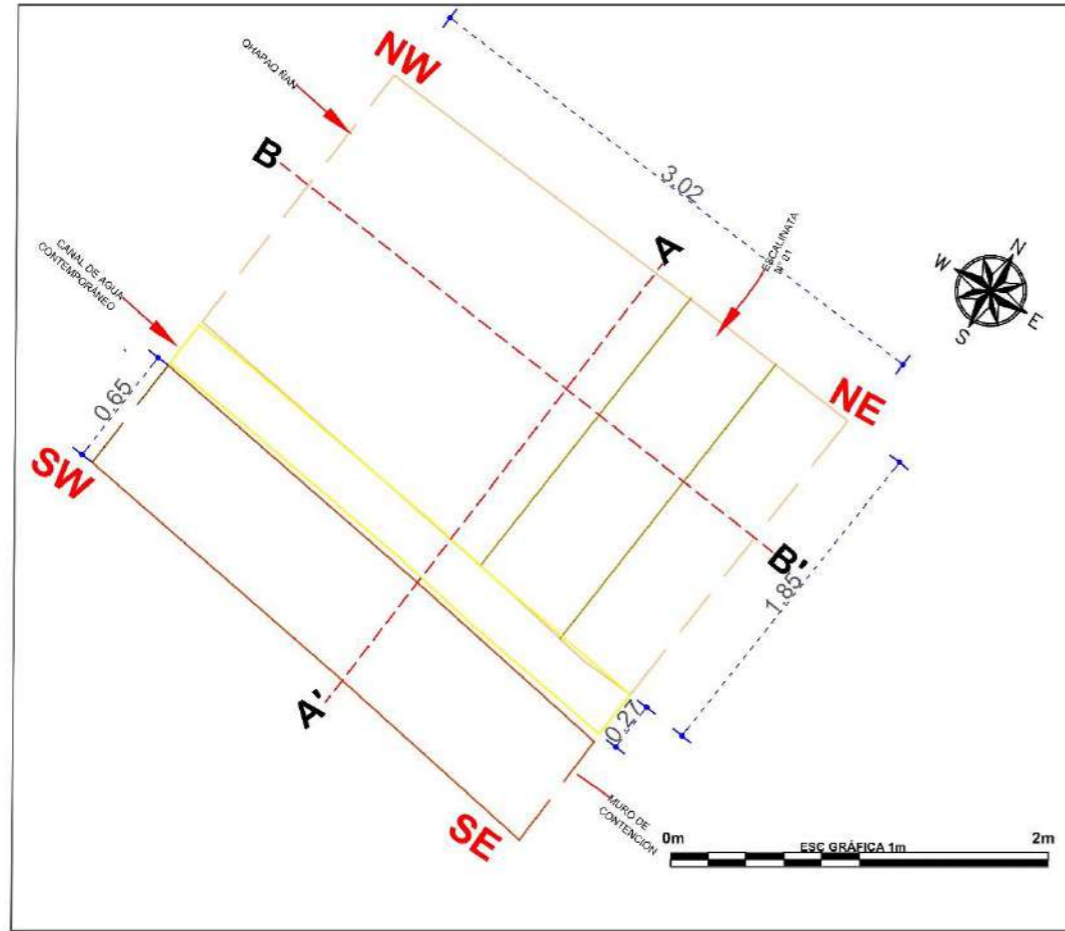 NW
QHAPAQ ÑAN
B
3.02
A
ESCALINATA
N° 01
N
W
E
S
CANAL DE AGUA
CONTEMPORÁNEO
0.65
NE
SW
B'
1.85
A'
0.27
SE
MURO DE
CONTENCIÓN
0m
ESC GRÁFICA 1m
2m